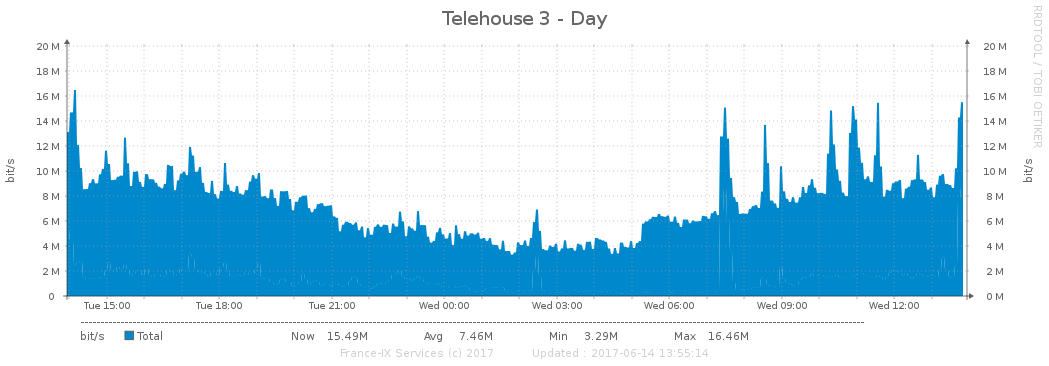 Telehouse 3 - Day
RRDTOOL / TOBI OETIKER
bit/s
bit/s
20 M 20 M
18 M 18 M
16 M 16 M
14 M 14 M
12 M 12 M
10 M 10 M
8 M 8 M
6 M 6 M
4 M 4 M
2 M 2 M
0 0 M
Tue 15:00 Tue 18:00 Tue 21:00 Wed 00:00 Wed 03:00 Wed 06:00 Wed 09:00 Wed 12:00
bit/s Total Now 15.49M Avg 7.46M Min 3.29M Max 16.46M
France-IX Services (c) 2017 Updated : 2017-06-14 13:55:14